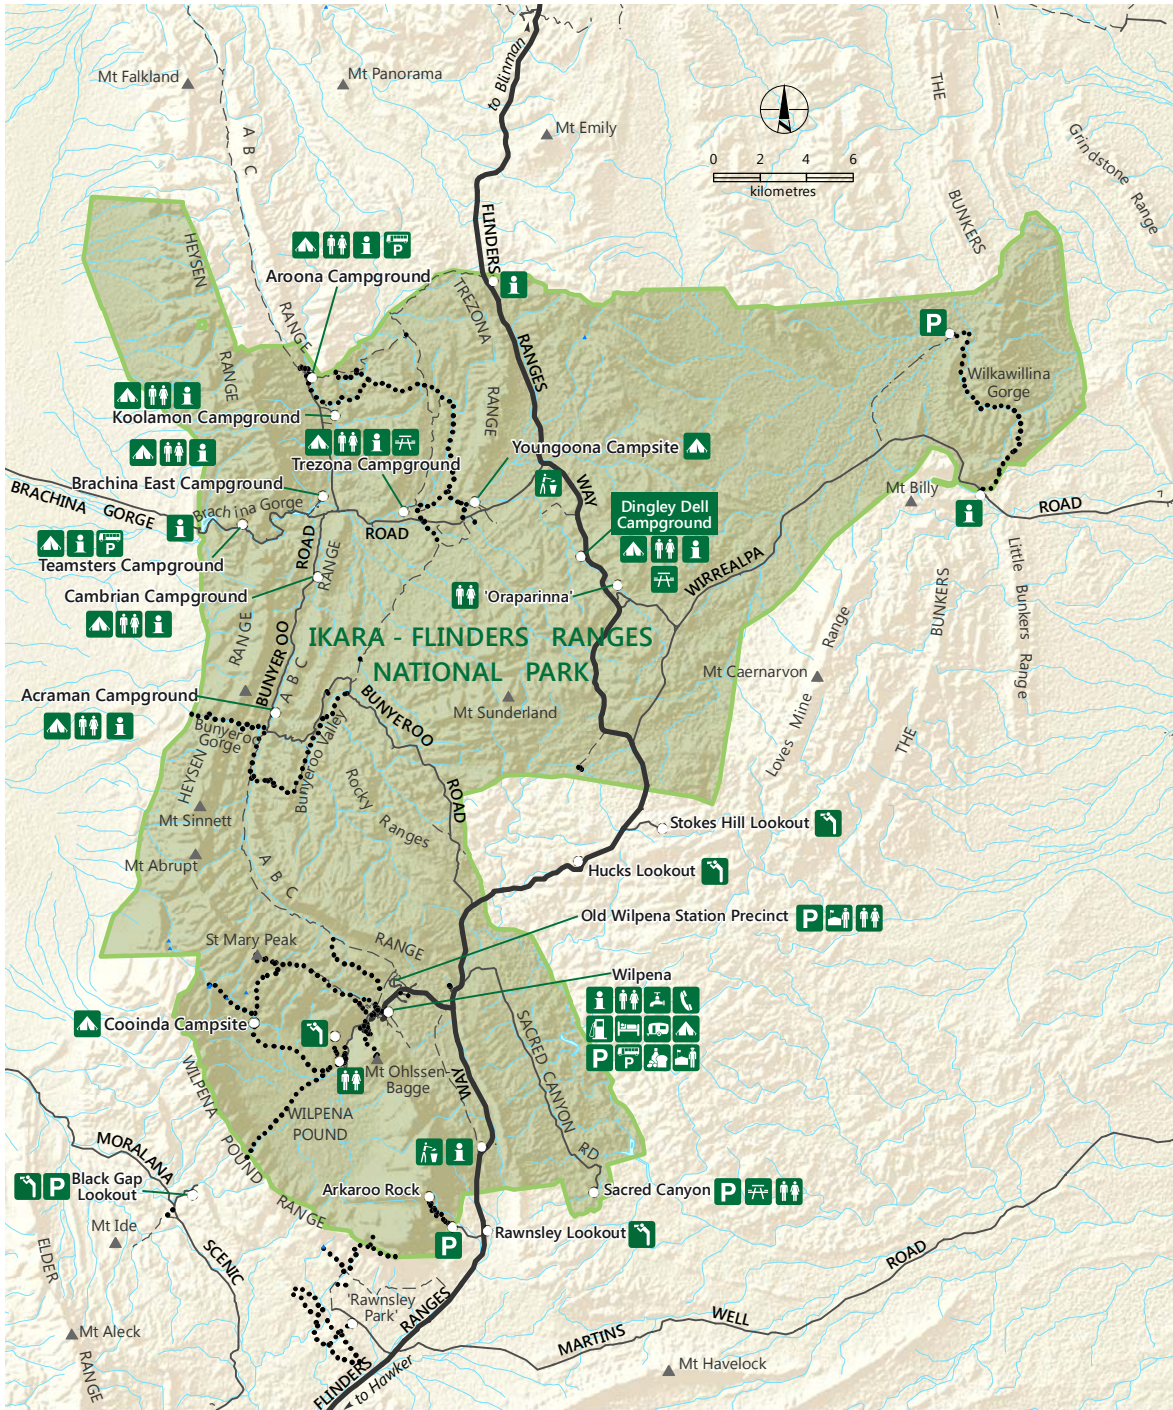 to Blinman
Mt Falkland
Mt Panorama
Mt Emily
A B C
THE
Grindstone Range
0 2 4 6
kilometres
BUNKERS
FLINDERS
HEYSEN
P
Aroona Campground
TREZONA
RANGE
RANGES
P
RANGE
Wilkawillina
Gorge
Koolamon Campground
RANGE
Trezona Campground
Youngoona Campsite
Brachina East Campground
WAY
Mt Billy
BRACHINA GORGE
Brachina Gorge
ROAD
ROAD
Dingley Dell
Campground
P
Teamsters Campground
ROAD
RANGE
WIRREALPA
Little Bunkers Range
Cambrian Campground
'Oraparinna'
BUNKERS
RANGE
Range
IKARA - FLINDERS RANGES
NATIONAL PARK
BUNYEROO
A B C
Mt Caernarvon
Acraman Campground
BUNYEROO
Mt Sunderland
Loves Mine
THE
Bunyeroo
Gorge
Bunyeroo Valley
HEYSEN
Rocky
Ranges
ROAD
Mt Sinnett
Stokes Hill Lookout
Mt Abrupt
Hucks Lookout
A B C
Old Wilpena Station Precinct
P
St Mary Peak
RANGE
Wilpena
Cooinda Campsite
SACRED CANYON
P
P
Mt Ohlssen-
Bagge
WAY
WILPENA
WILPENA
POUND
MORALANA
POUND
RD
P
Black Gap
Lookout
Arkaroo Rock
Sacred Canyon
P
RANGE
Mt Ide
Rawnsley Lookout
P
ELDER
SCENIC
ROAD
'Rawnsley
Park'
RANGES
WELL
MARTINS
Mt Aleck
RANGE
FLINDERS
to Hawker
Mt Havelock